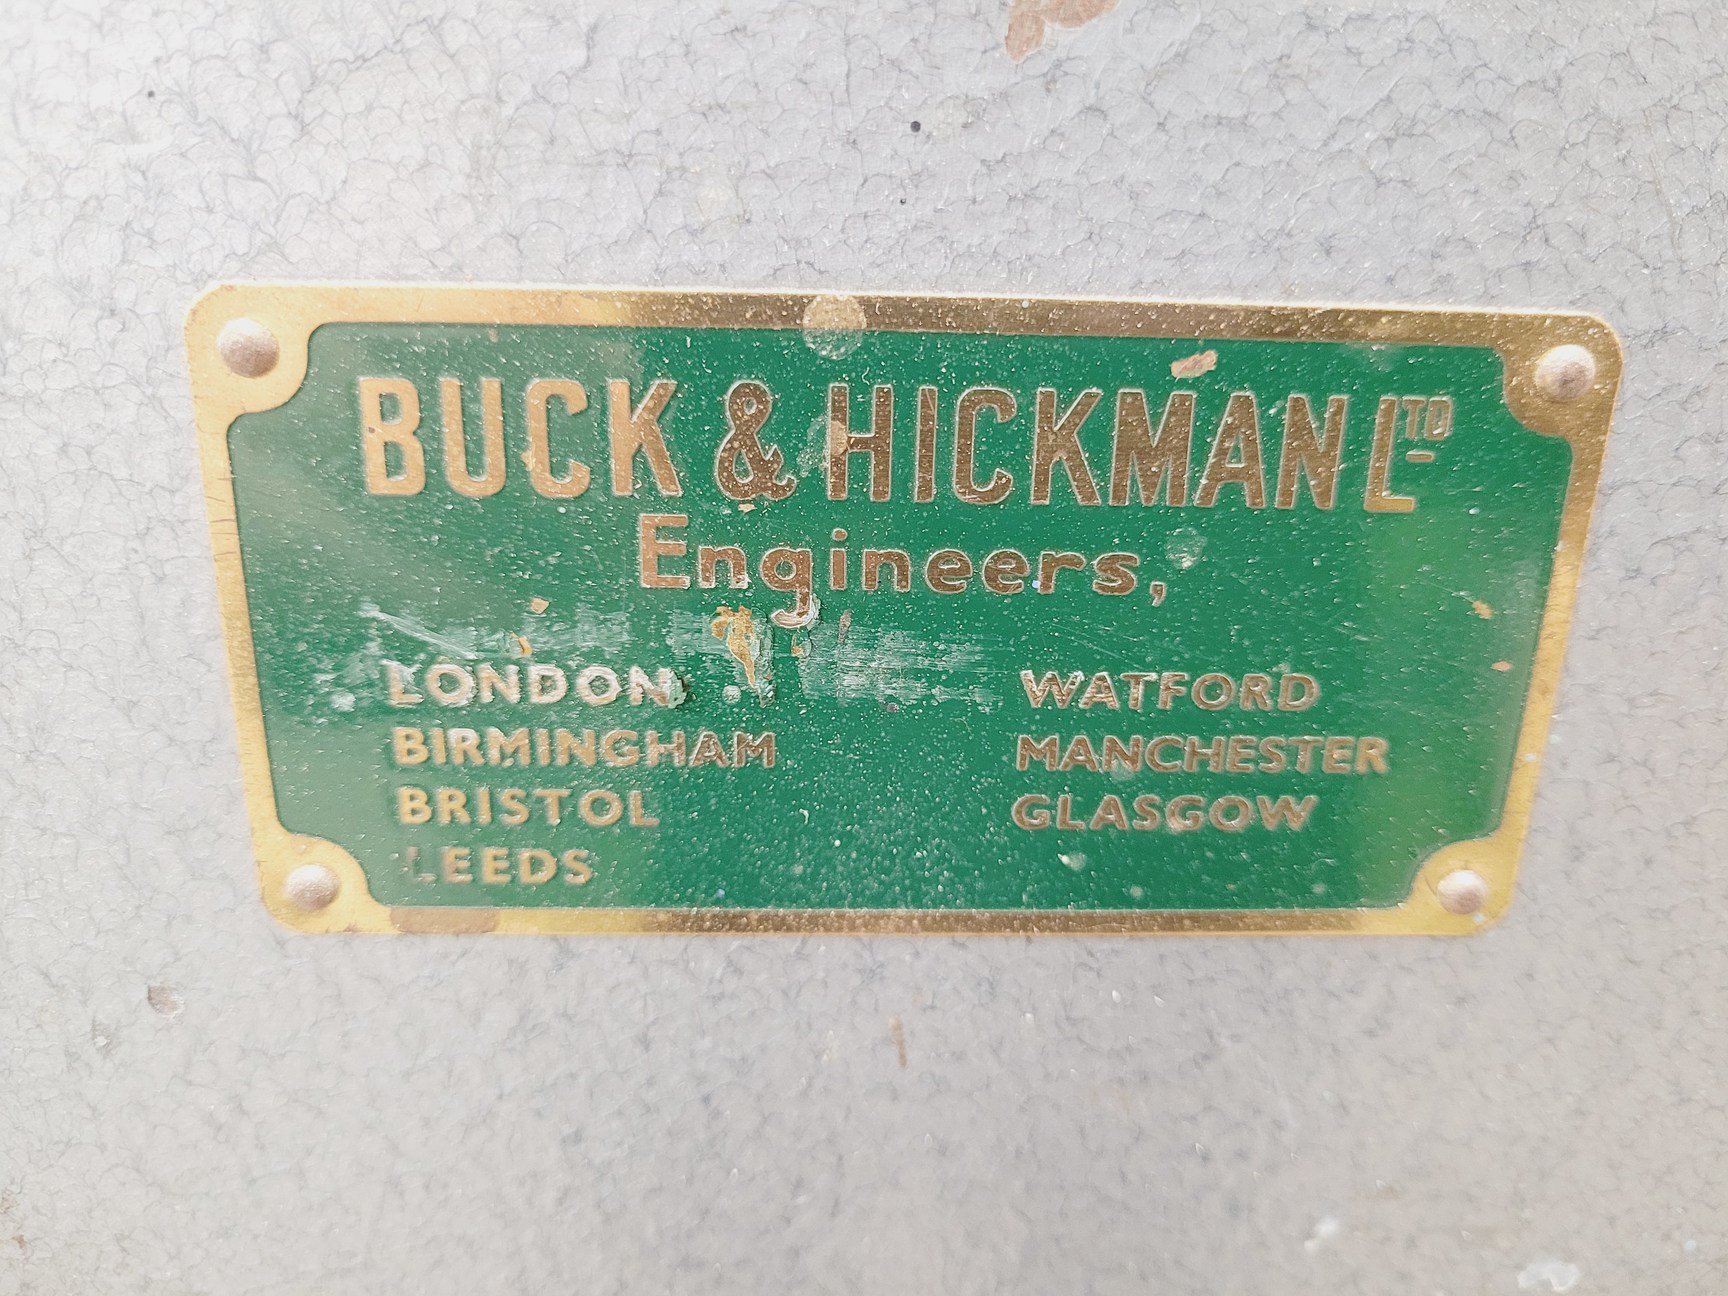 BUCK & HICKMAN LTD
Engineers,
LONDON WATFORD
BIRMINGHAM MANCHESTER
BRISTOL GLASGOW
LEEDS